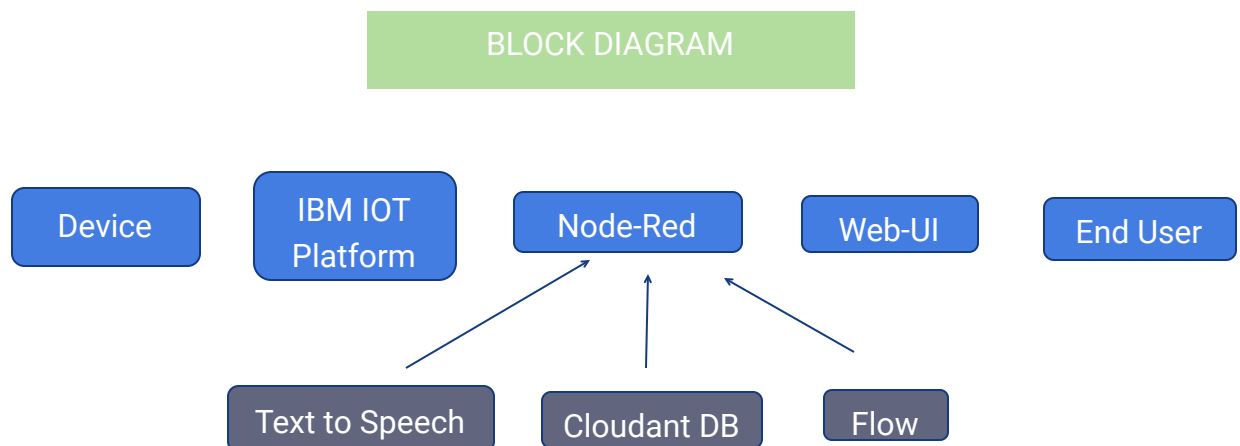 BLOCK DIAGRAM
Device
IBM IOT
Platform
Node-Red
Web-UI
End User
Text to Speech
Cloudant DB
Flow